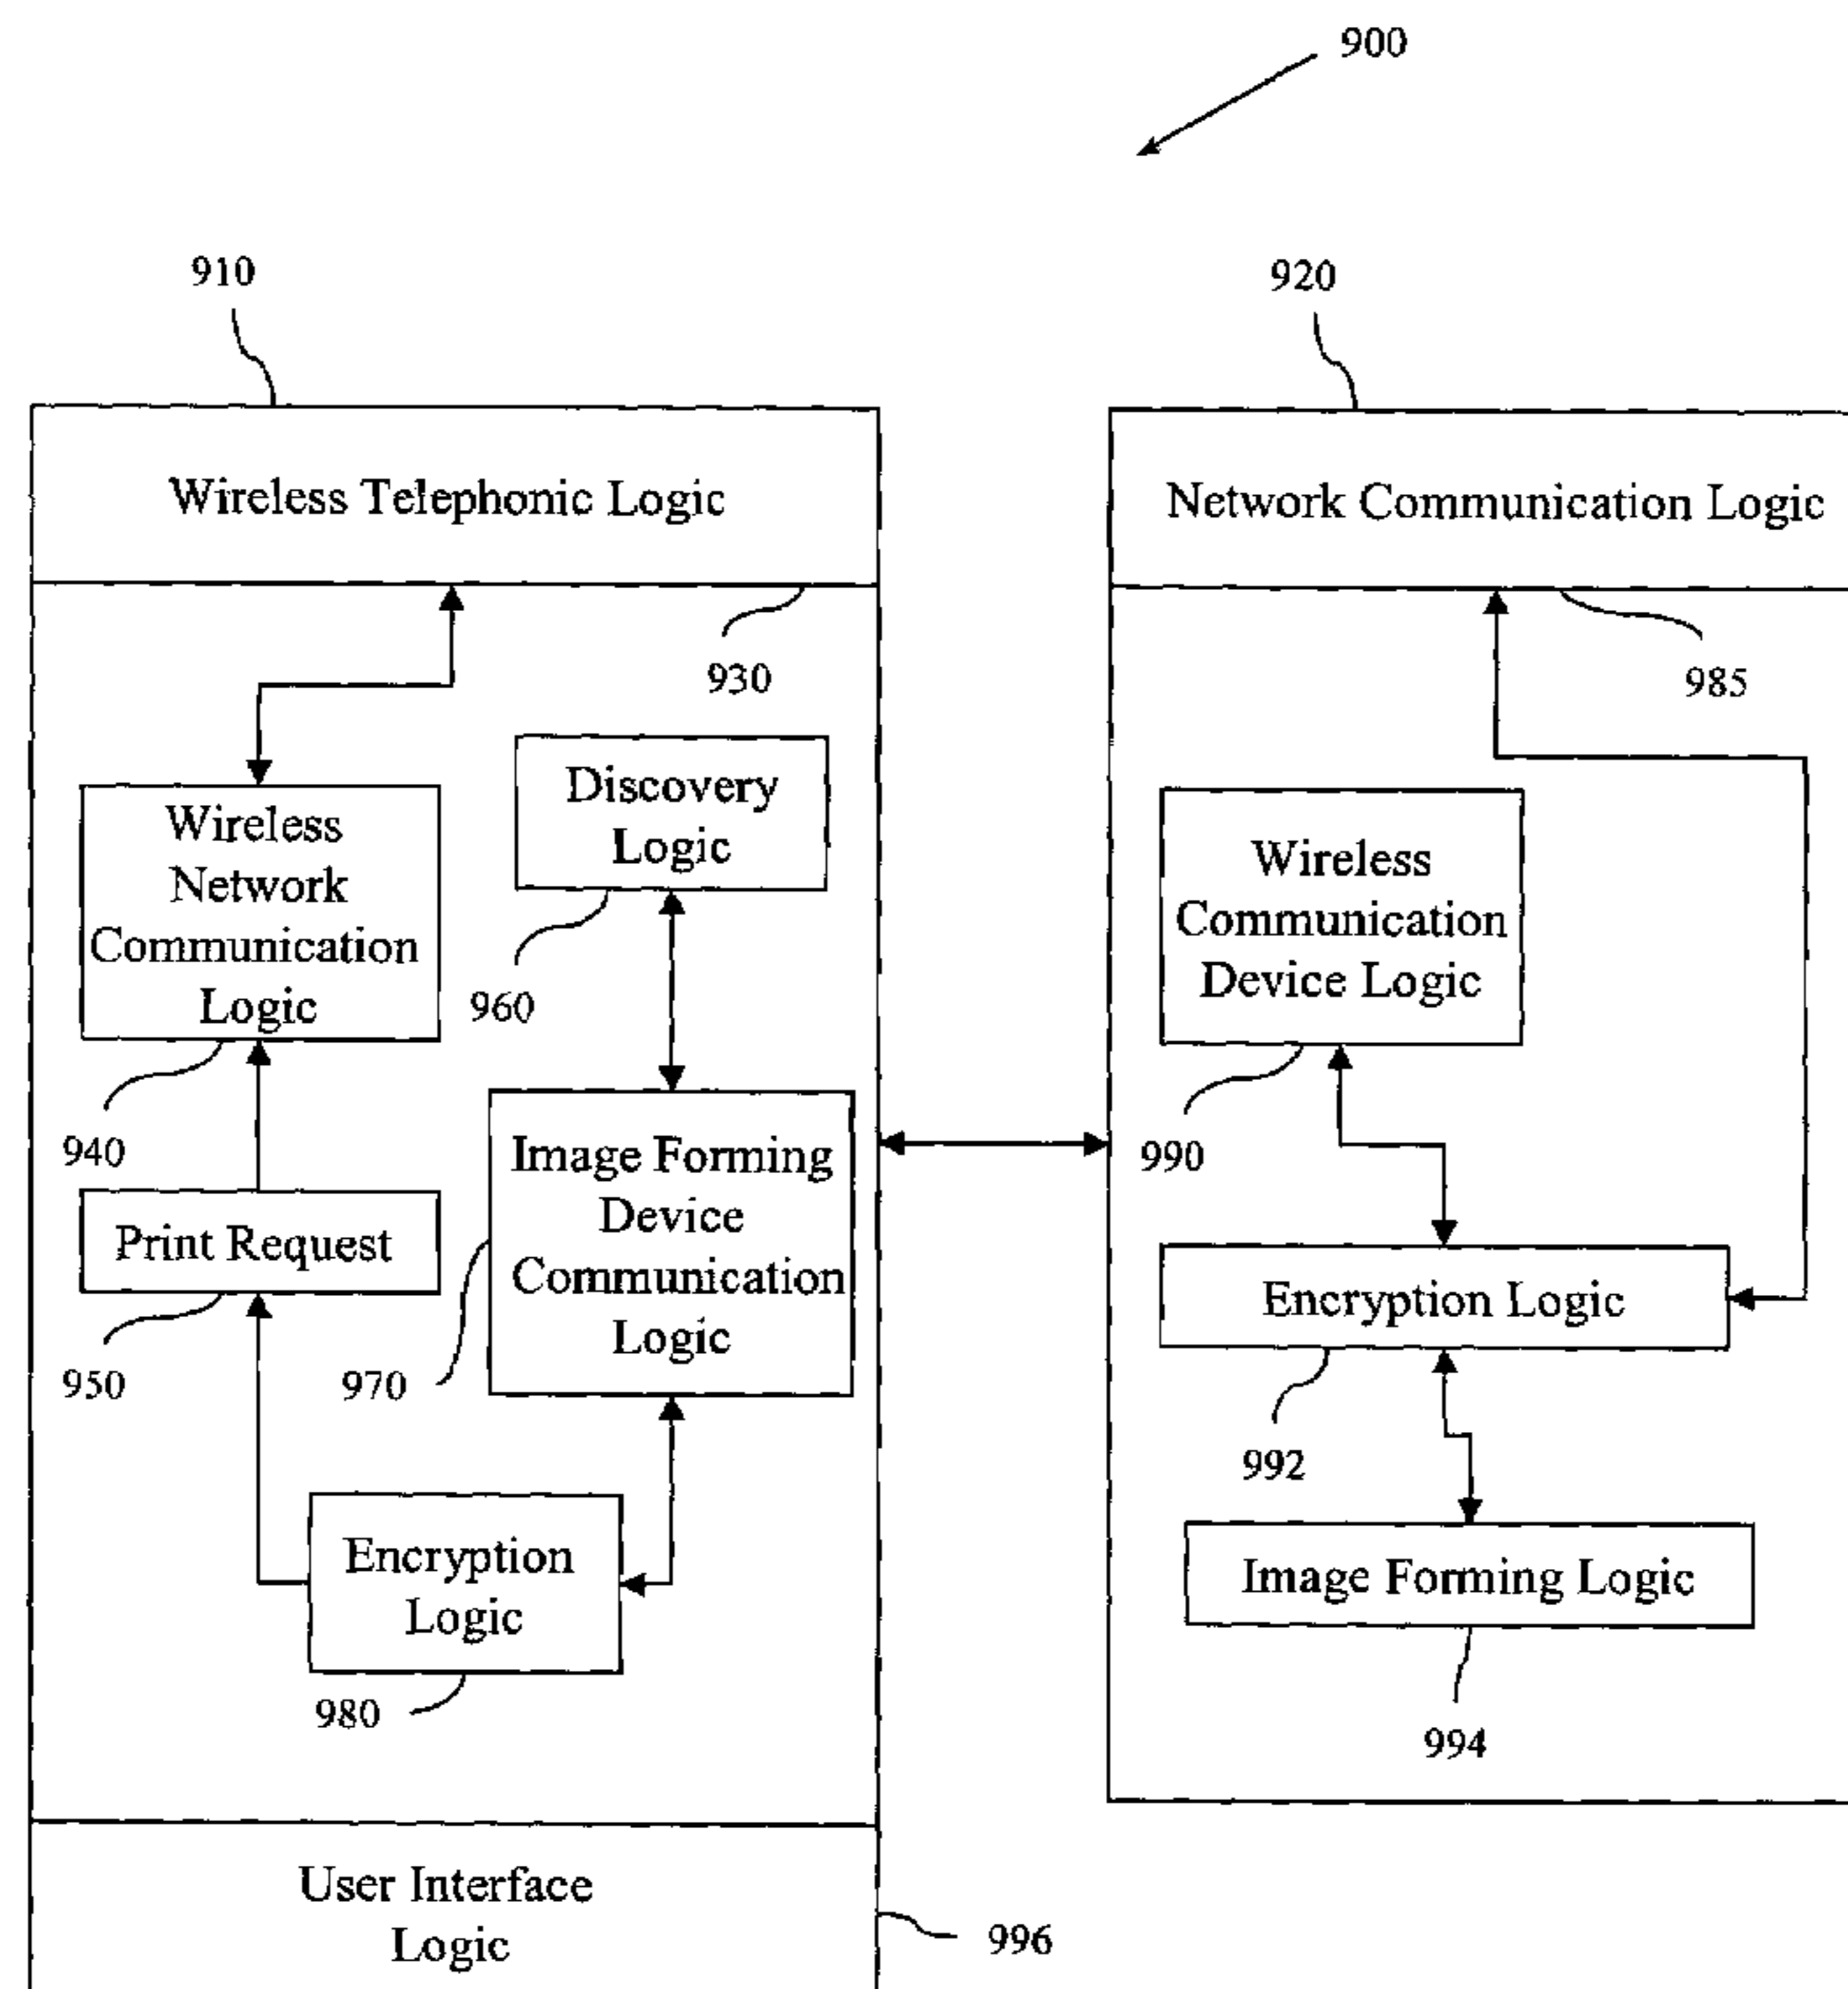 900
910
920
Wireless Telephonic Logic
Network Communication Logic
930
985
Wireless
Network
Communication
Logic
Discovery
Logic
960
Wireless
Communication
Device Logic
940
990
Image Forming
Device
Communication
Logic
Print Request
950
970
Encryption Logic
992
Encryption
Logic
980
Image Forming Logic
994
User Interface
Logic
996